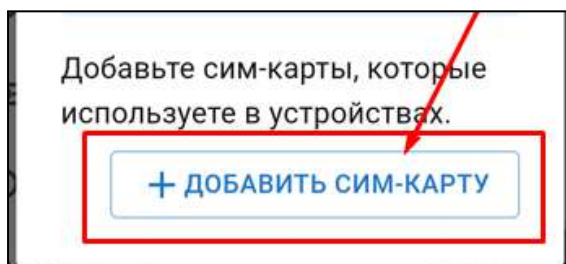 Добавьте сим-карты, которые
используете в устройствах.
+ ДОБАВИТЬ СИМ-КАРТУ